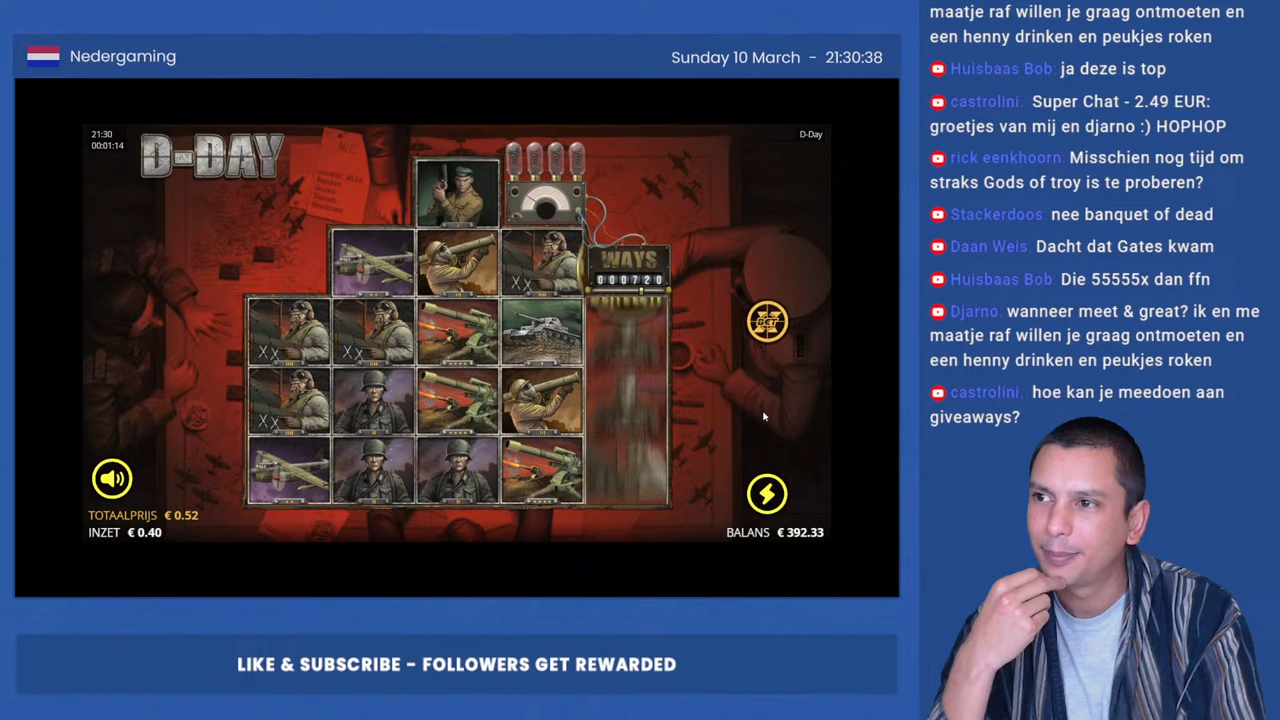 Nedergaming
Sunday 10 March - 21:30:38
21:30
00:01:14
D-DAY
D-Day
WAYS
000720
BET
TOTAALPRIJS € 0.52
INZET € 0.40
BALANS € 392.33
LIKE & SUBSCRIBE - FOLLOWERS GET REWARDED
maatje raf willen je graag ontmoeten en
een henny drinken en peukjes roken
Huisbaas Bob: ja deze is top
castrolini.: Super Chat - 2.49 EUR:
groetjes van mij en djarno :) HOPHOP
rick eenkhoorn: Misschien nog tijd om
straks Gods of troy is te proberen?
Stackerdoos: nee banquet of dead
Daan Weis: Dacht dat Gates kwam
Huisbaas Bob: Die 55555x dan ffn
Djarno: wanneer meet & great? ik en me
maatje raf willen je graag ontmoeten en
een henny drinken en peukjes roken
castrolini.: hoe kan je meedoen aan
giveaways?